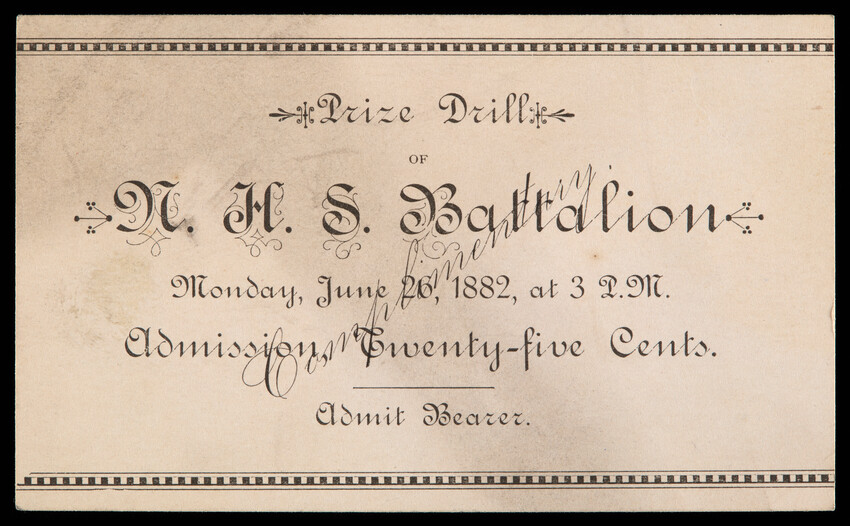 Prize Drill
OF
N. H. S. Battalion
Monday, June 26, 1882, at 3 P.M.
Admission Twenty-five Cents.
Admit Bearer.
Complimentary.